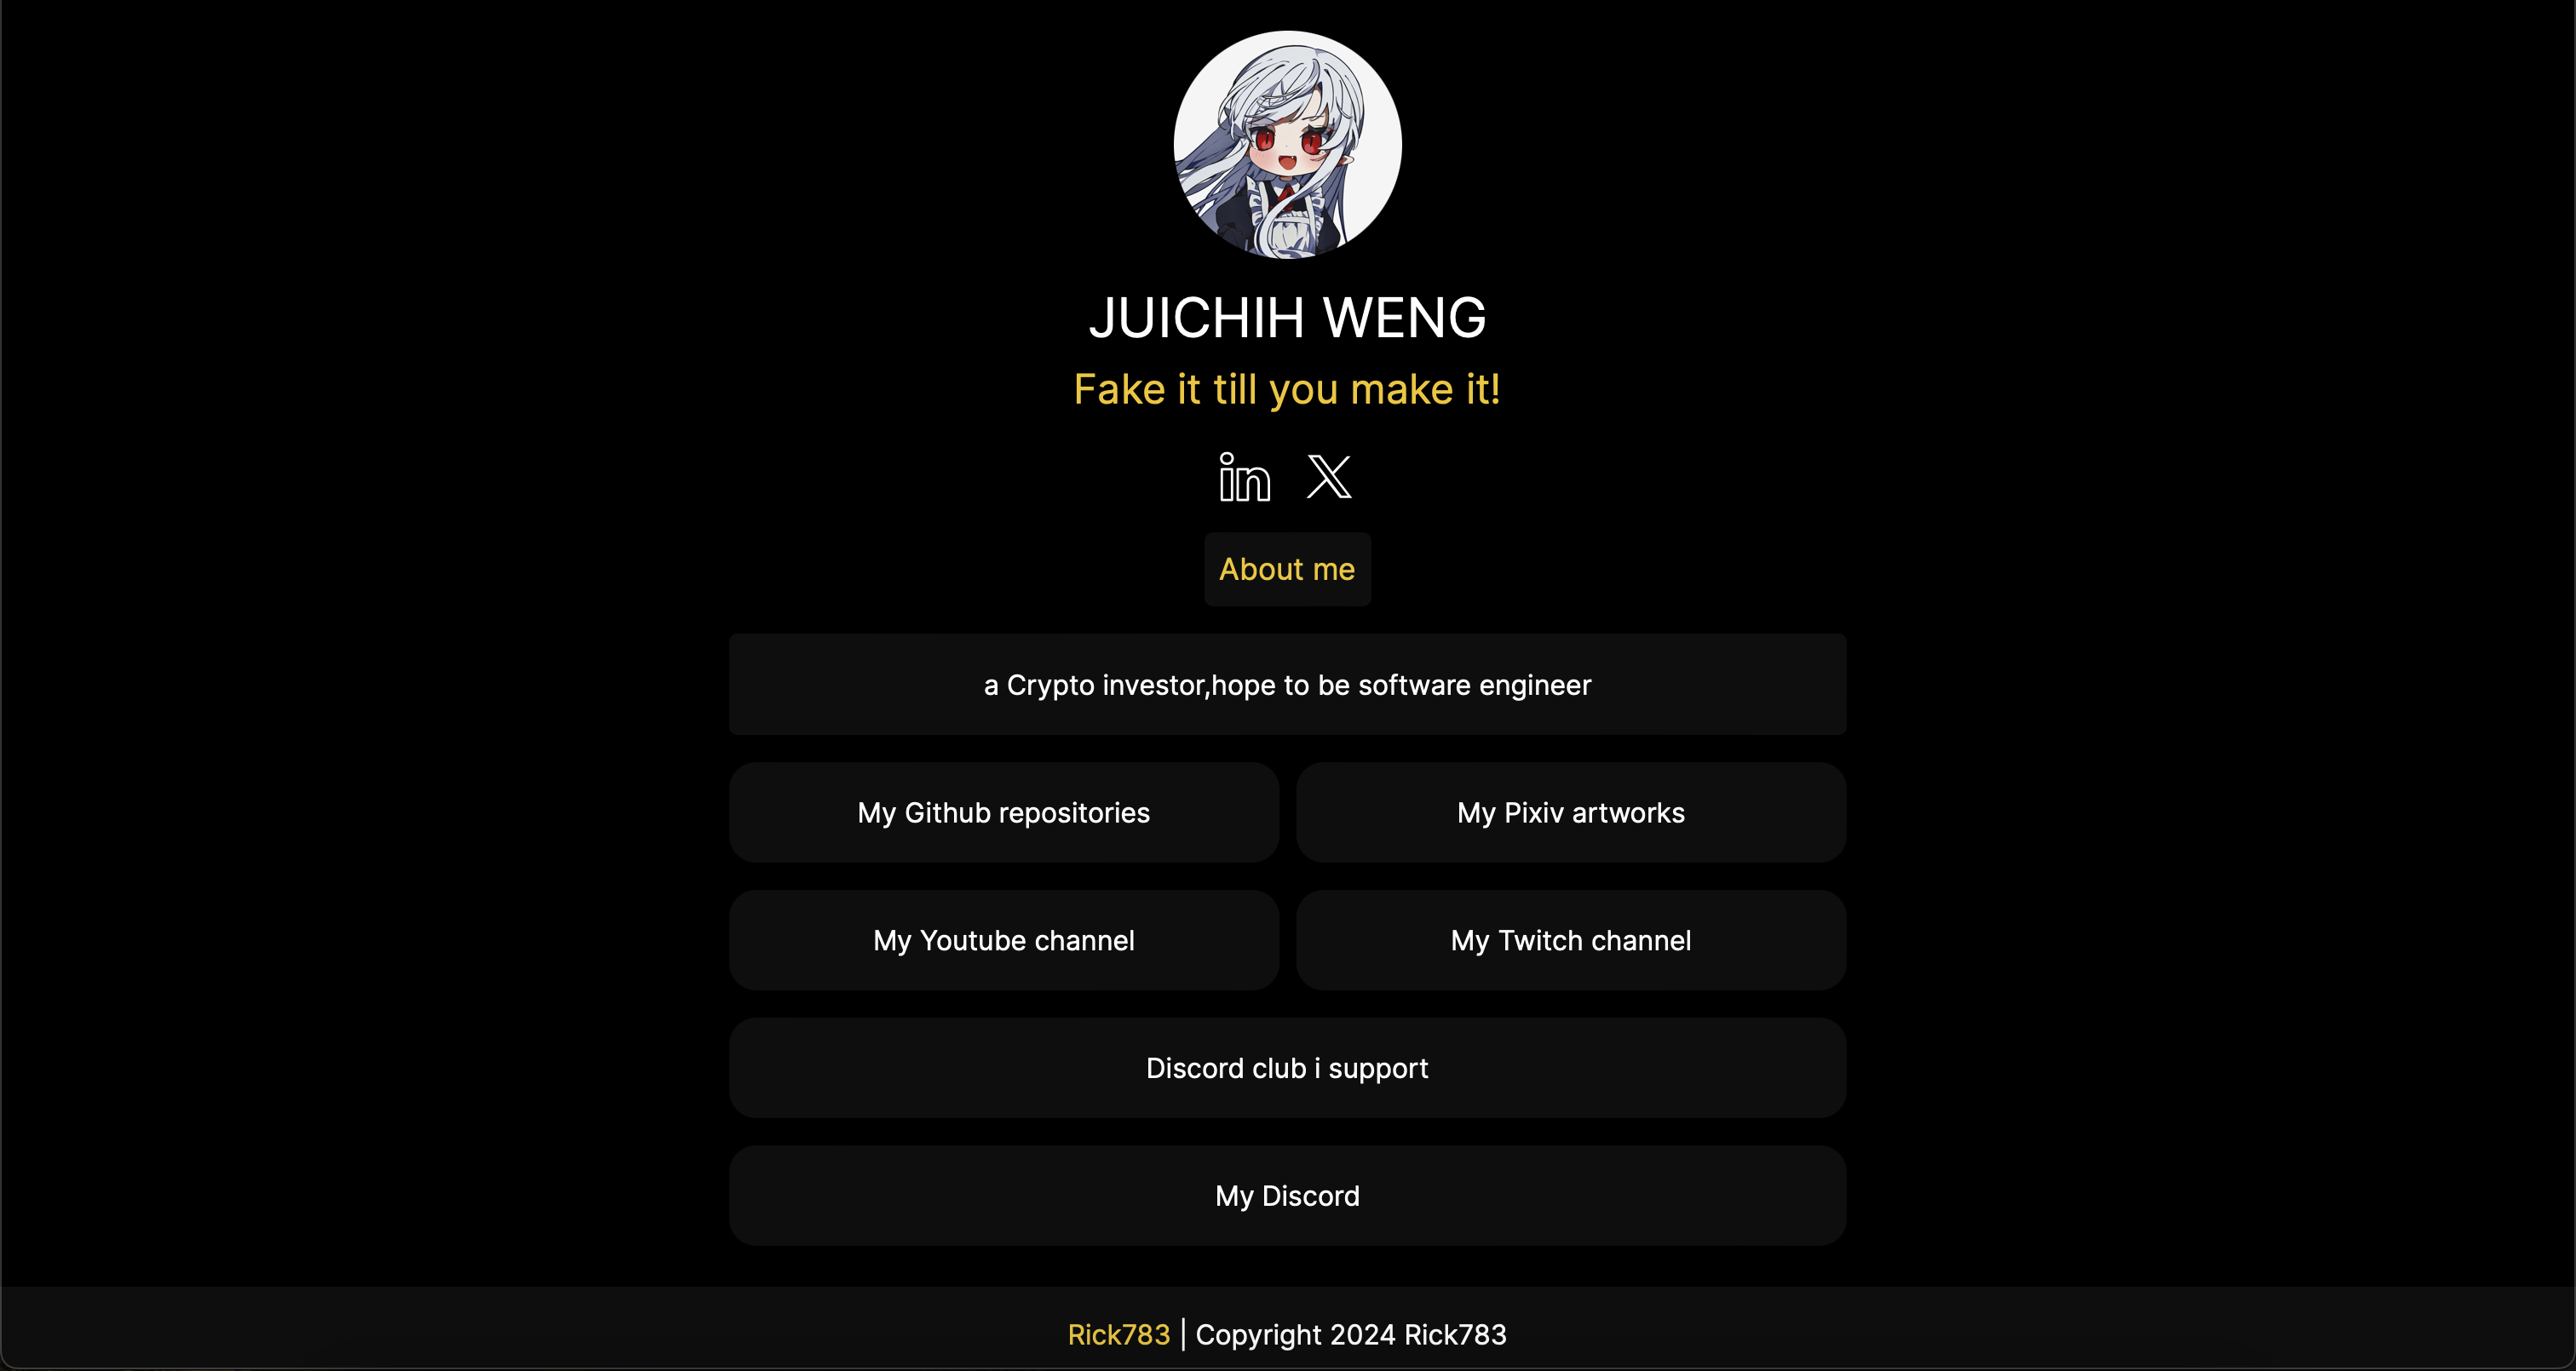 JUICHIH WENG
Fake it till you make it!
in X
About me
a Crypto investor,hope to be software engineer
My Github repositories
My Pixiv artworks
My Youtube channel
My Twitch channel
Discord club i support
My Discord
Rick783 | Copyright 2024 Rick783